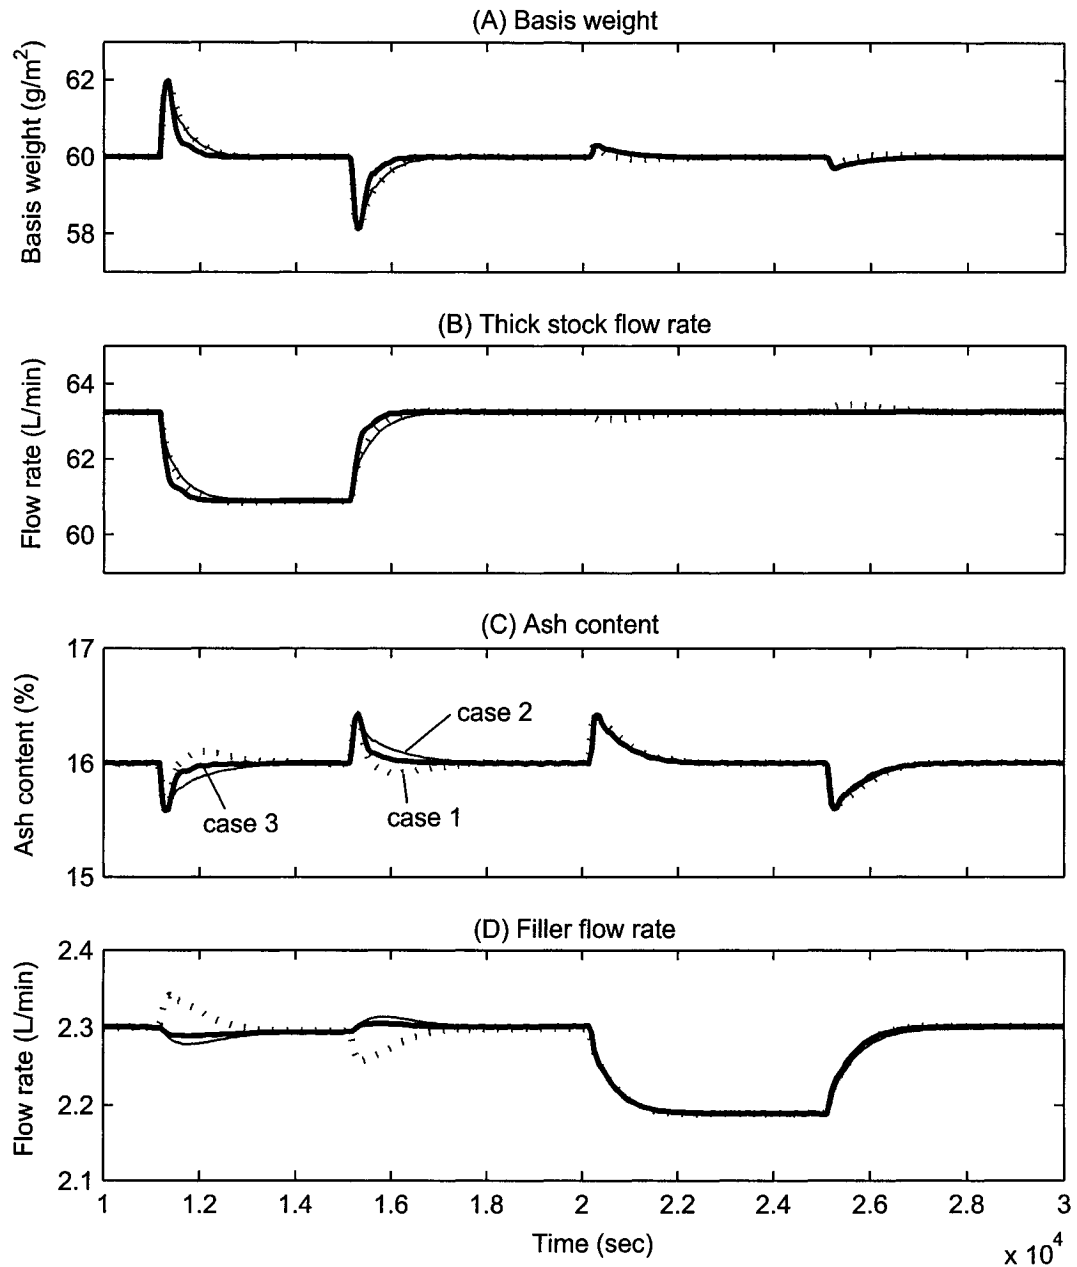 (A) Basis weight
Basis weight (g/m²)
62
60
58
(B) Thick stock flow rate
Flow rate (L/min)
64
62
60
(C) Ash content
Ash content (%)
17
16
15
case 2
case 3
case 1
(D) Filler flow rate
Flow rate (L/min)
2.4
2.3
2.2
2.1
1 1.2 1.4 1.6 1.8 2 2.2 2.4 2.6 2.8 3
Time (sec)
x 10⁴